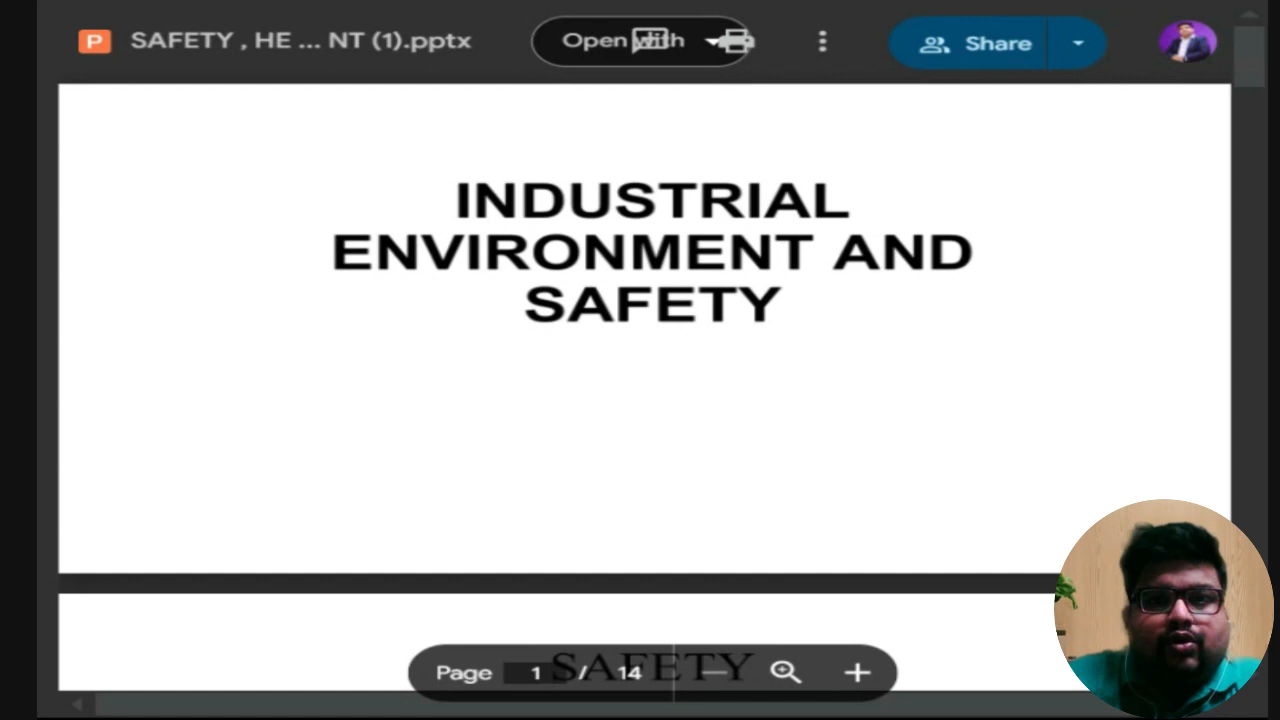 P SAFETY , HE ... NT (1).pptx Open with Share
INDUSTRIAL
ENVIRONMENT AND
SAFETY
SAFETY
Page 1 / 14